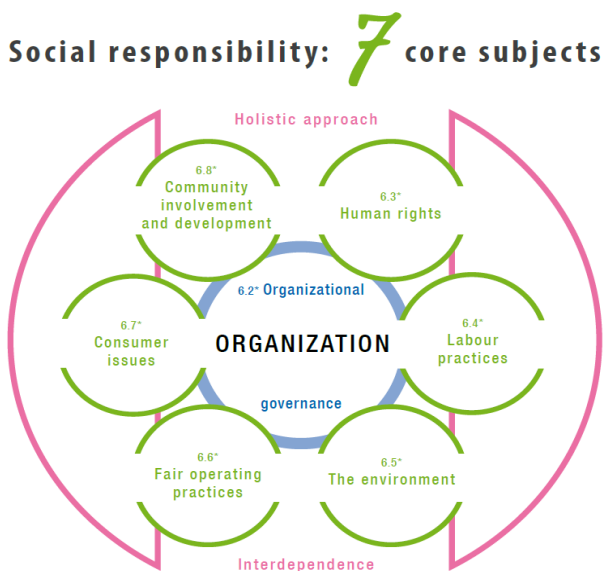 Social responsibility: 7 core subjects
Holistic approach
6.8*
Community
involvement
and development
6.3*
Human rights
6.2* Organizational
6.7*
Consumer
issues
ORGANIZATION
6.4*
Labour
practices
governance
6.6*
Fair operating
practices
6.5*
The environment
Interdependence